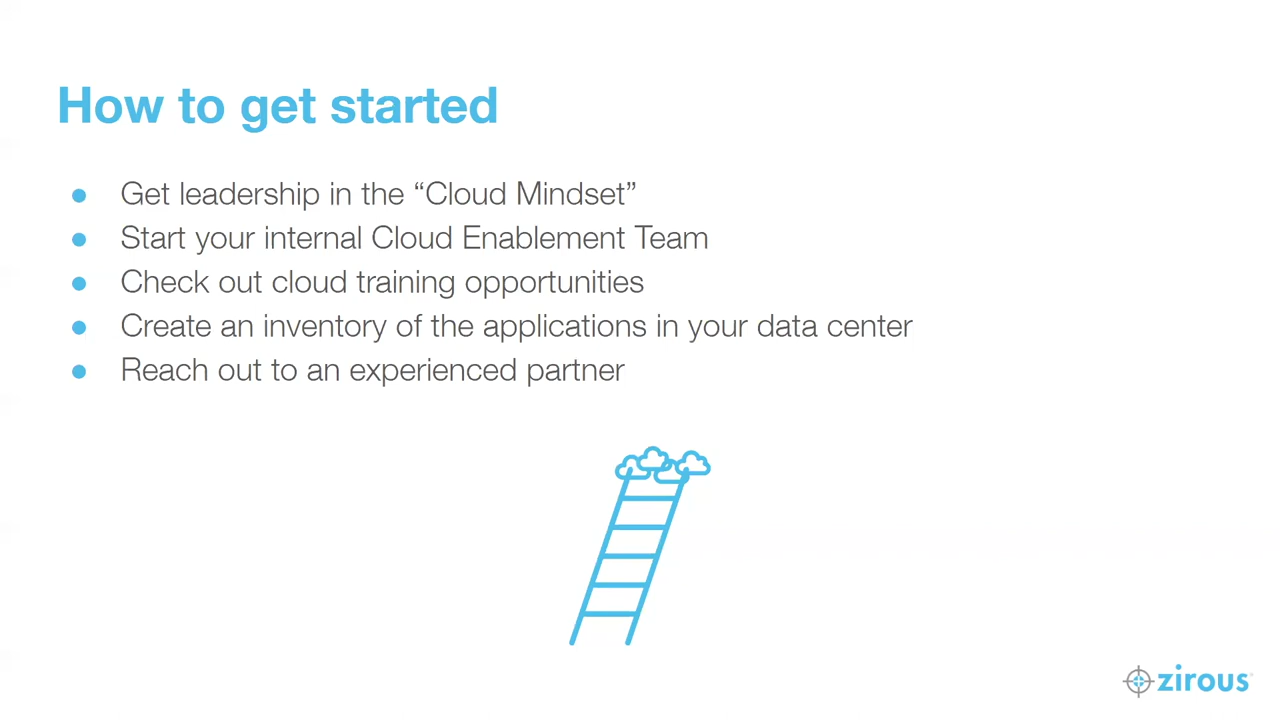 How to get started
● Get leadership in the “Cloud Mindset”
● Start your internal Cloud Enablement Team
● Check out cloud training opportunities
● Create an inventory of the applications in your data center
● Reach out to an experienced partner
zirous